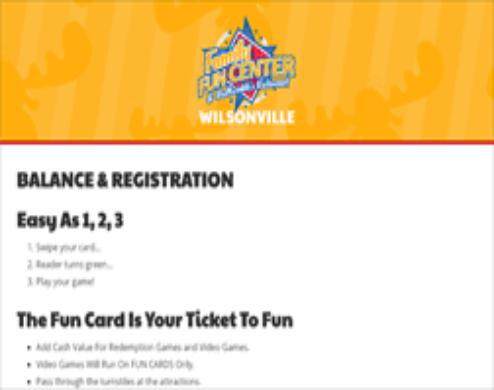 Family
FUN CENTER
& Bullwinkle's Restaurant
WILSONVILLE
BALANCE & REGISTRATION
Easy As 1, 2, 3
1. Swipe your card...
2. Reader turns green...
3. Play your game!
The Fun Card Is Your Ticket To Fun
• Add Cash Value For Redemption Games and Video Games.
• Video Games Will Run On FUN CARDS Only.
• Pass through the turnstiles at the attractions.